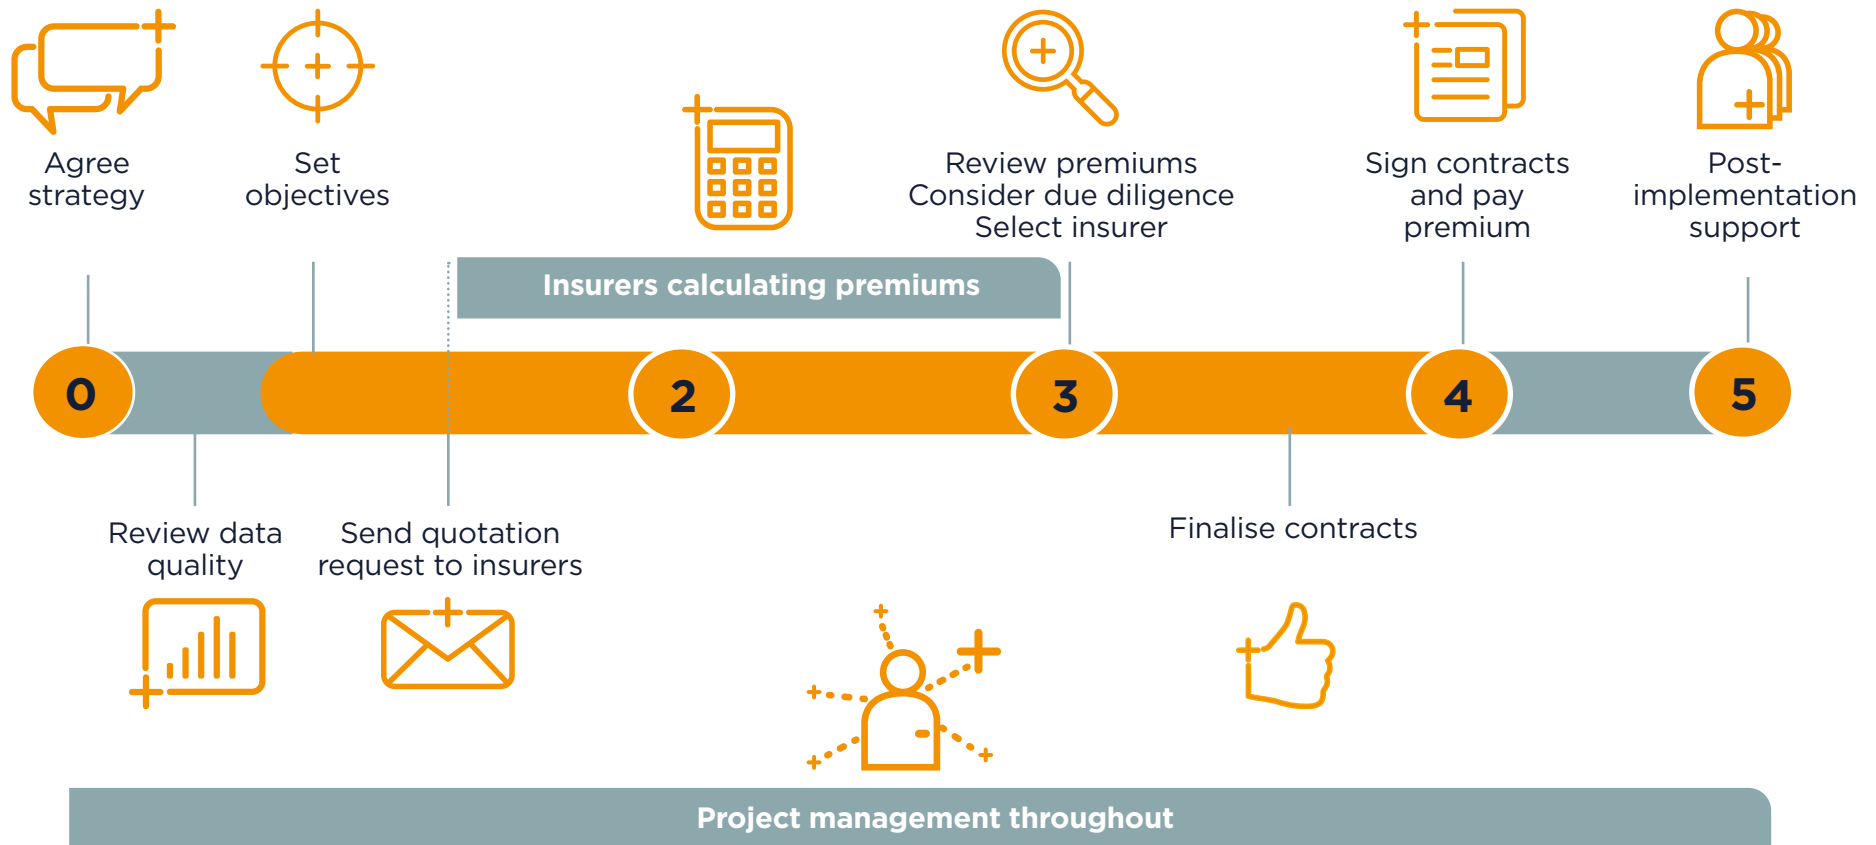 Agree
strategy
Set
objectives
Review premiums
Consider due diligence
Select insurer
Sign contracts
and pay
premium
Post-
implementation
support
Insurers calculating premiums
0
2
3
4
5
Review data
quality
Send quotation
request to insurers
Finalise contracts
Project management throughout